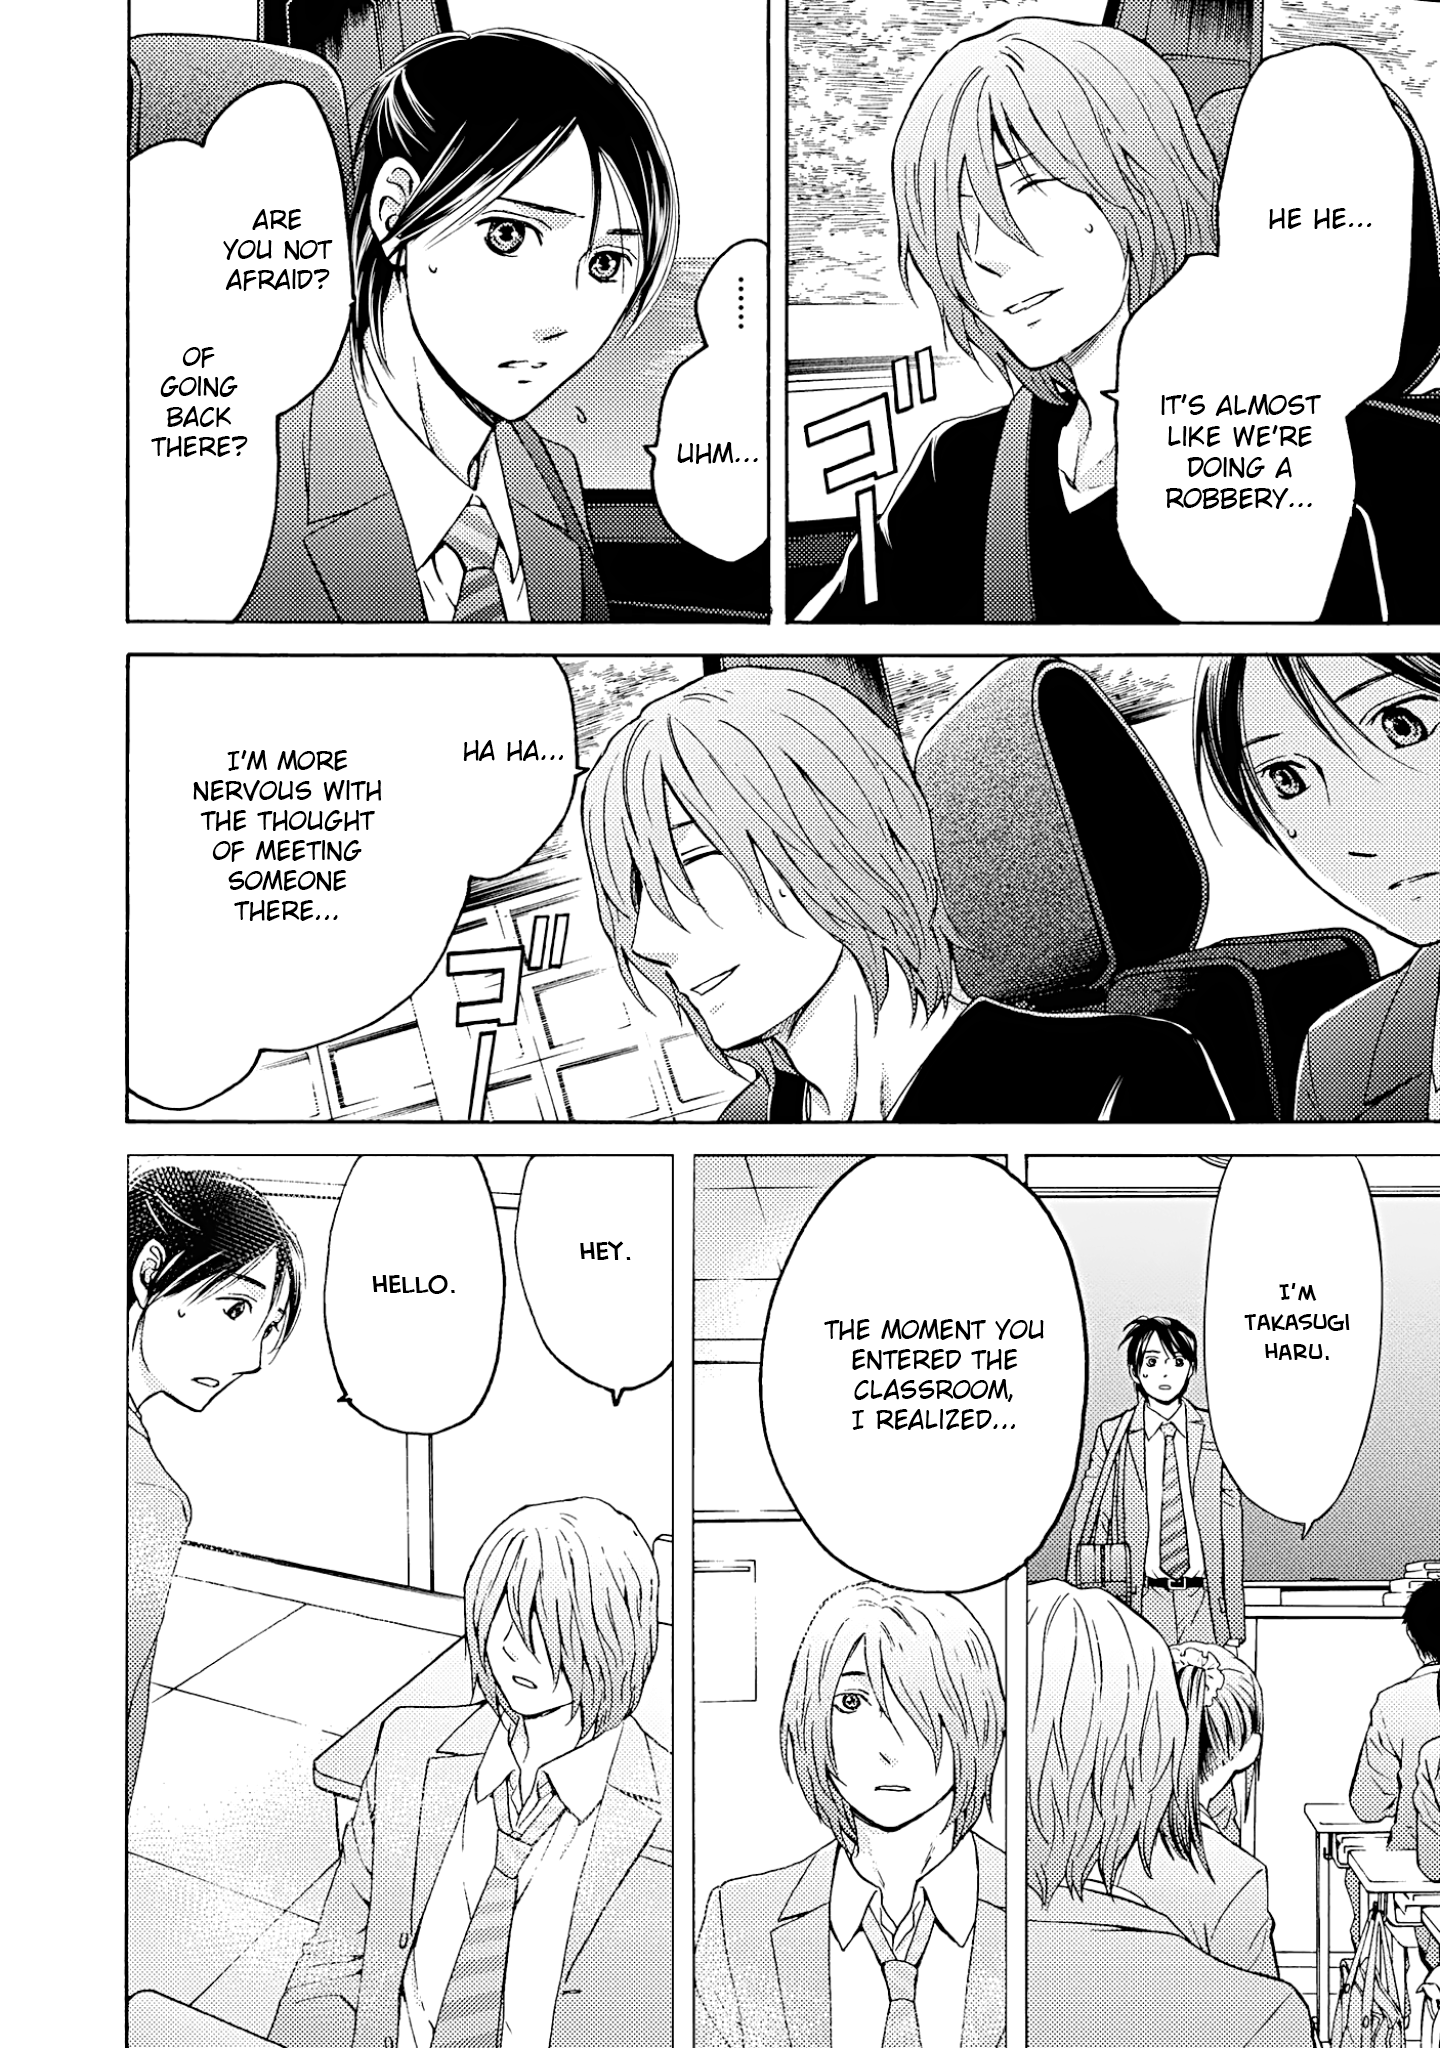 HE HE...
IT'S ALMOST
LIKE WE'RE
DOING A
ROBBERY...
ゴ
ー
.......
UHM...
ARE
YOU NOT
AFRAID?
OF
GOING
BACK
THERE?
HA HA...
I'M MORE
NERVOUS WITH
THE THOUGHT
OF MEETING
SOMEONE
THERE...
ゴ
ー
I'M
TAKASUGI
HARU.
THE MOMENT YOU
ENTERED THE
CLASSROOM,
I REALIZED...
HEY.
HELLO.